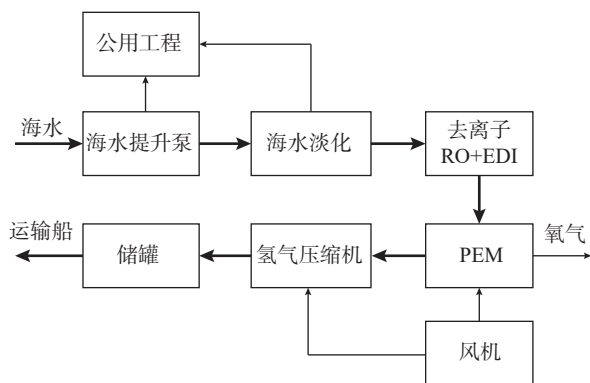 公用工程
海水
海水提升泵
海水淡化
去离子
RO+EDI
运输船
储罐
氢气压缩机
PEM
氧气
风机